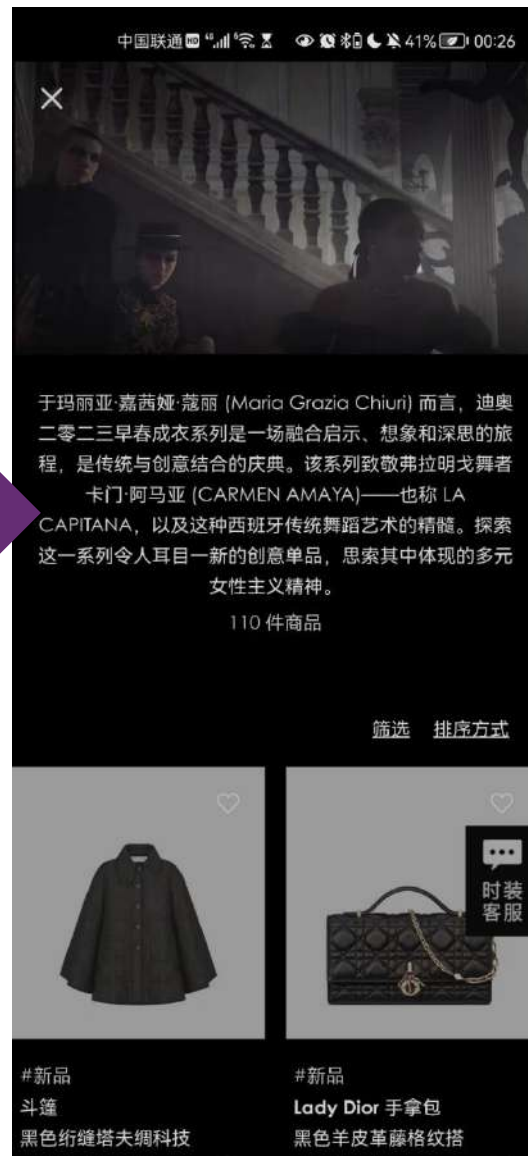 中国联通 HD 41% 00:26
于玛丽亚·嘉茜娅·蔻丽 (Maria Grazia Chiuri) 而言，迪奥
二零二三早春成衣系列是一场融合启示、想象和深思的旅
程，是传统与创意结合的庆典。该系列致敬弗拉明戈舞者
卡门·阿马亚 (CARMEN AMAYA)——也称 LA
CAPITANA，以及这种西班牙传统舞蹈艺术的精髓。探索
这一系列令人耳目一新的创意单品，思索其中体现的多元
女性主义精神。
110 件商品
筛选 排序方式
时装
客服
#新品 #新品
斗篷 Lady Dior 手拿包
黑色绗缝塔夫绸科技 黑色羊皮革藤格纹搭